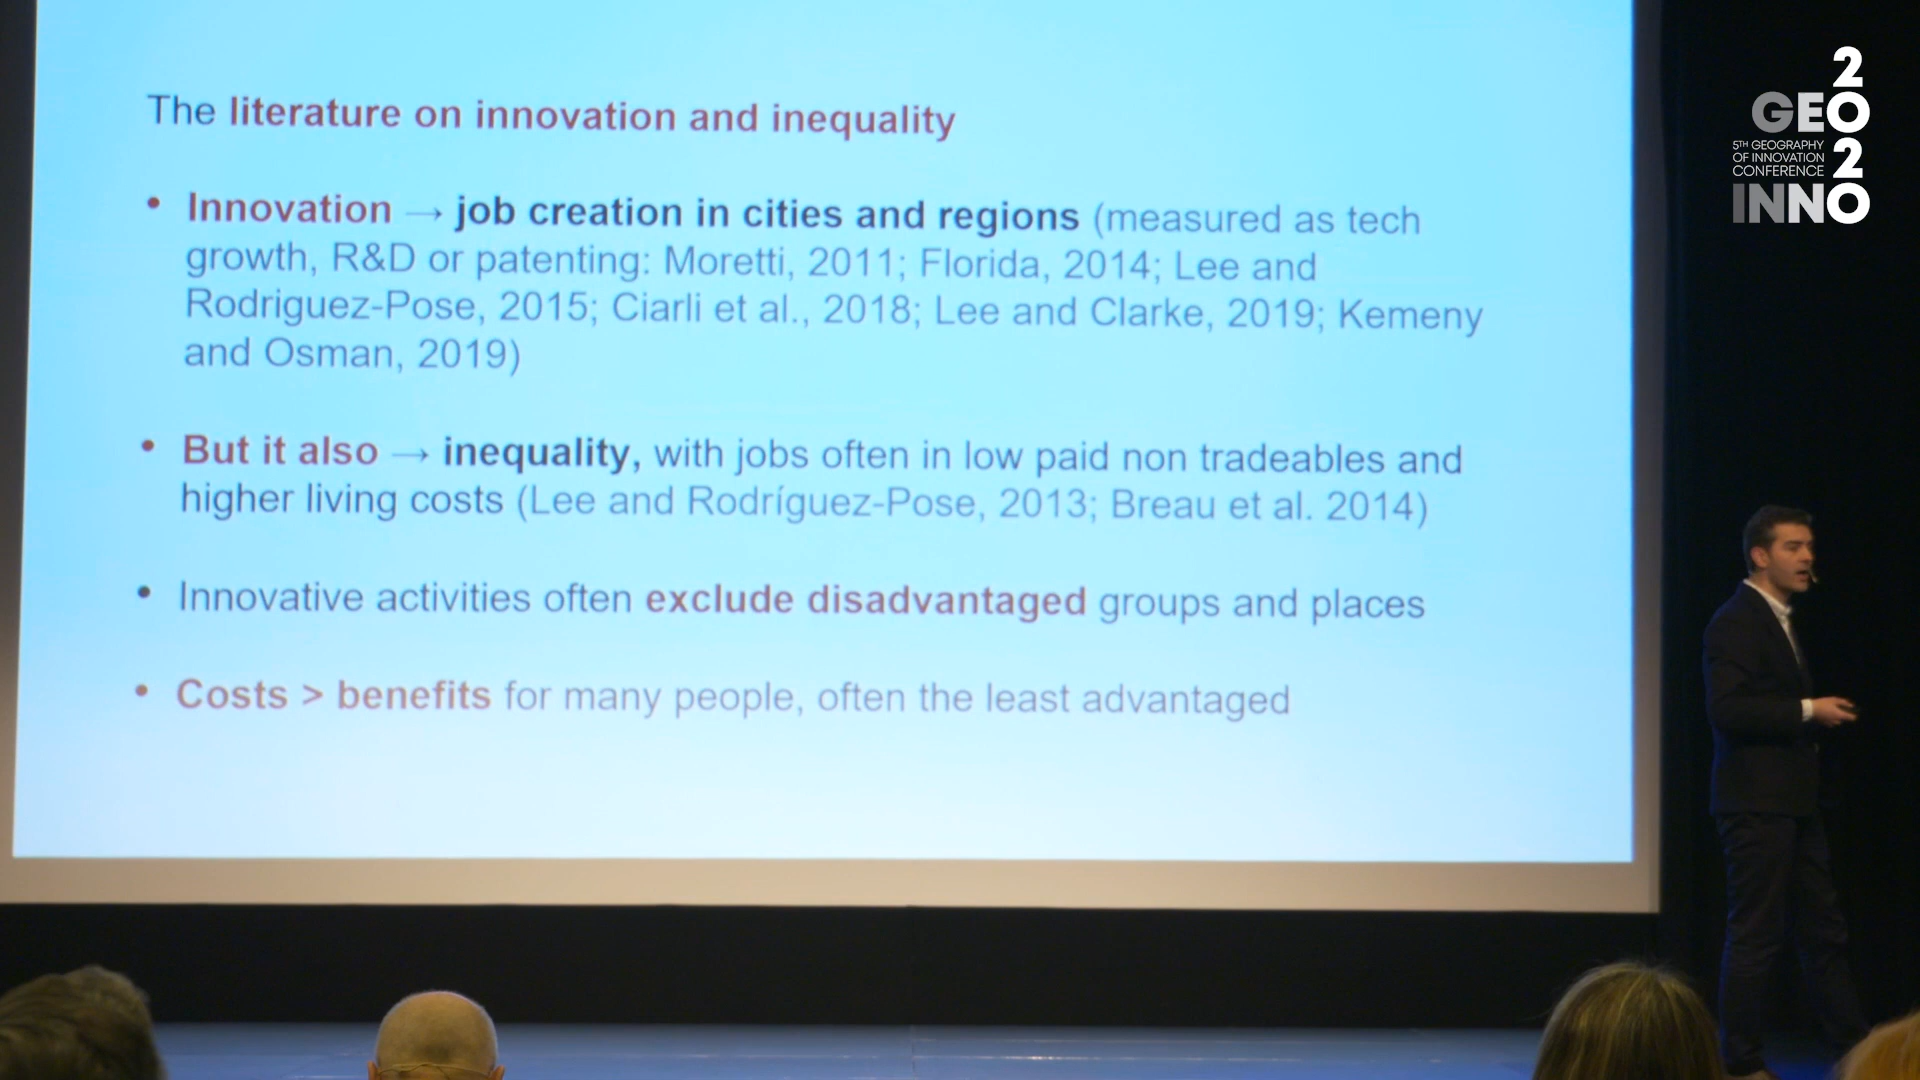 The literature on innovation and inequality
• Innovation → job creation in cities and regions (measured as tech
growth, R&D or patenting: Moretti, 2011; Florida, 2014; Lee and
Rodriguez-Pose, 2015; Ciarli et al., 2018; Lee and Clarke, 2019; Kemeny
and Osman, 2019)
• But it also → inequality, with jobs often in low paid non tradeables and
higher living costs (Lee and Rodríguez-Pose, 2013; Breau et al. 2014)
• Innovative activities often exclude disadvantaged groups and places
• Costs > benefits for many people, often the least advantaged
2
GEO
5TH GEOGRAPHY
OF INNOVATION
CONFERENCE
2
INNO